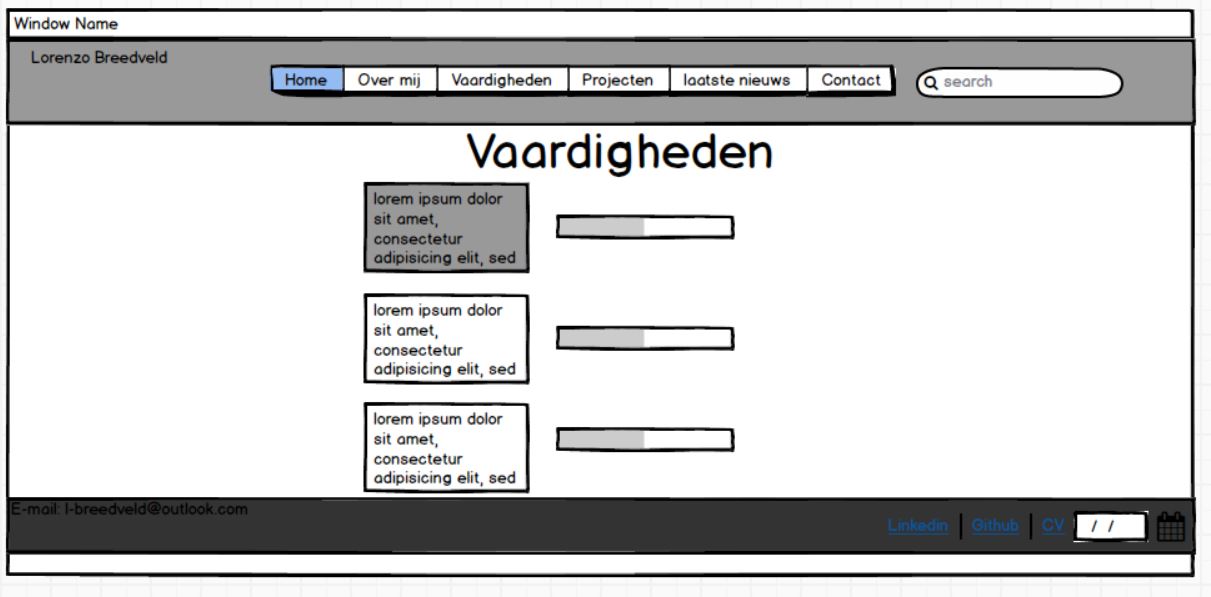 Window Name
Lorenzo Breedveld
Home Over mij Vaardigheden Projecten laatste nieuws Contact
search
Vaardigheden
lorem ipsum dolor
sit amet,
consectetur
adipisicing elit, sed
lorem ipsum dolor
sit amet,
consectetur
adipisicing elit, sed
lorem ipsum dolor
sit amet,
consectetur
adipisicing elit, sed
E-mail: l-breedveld@outlook.com
Linkedin | Github | CV / /